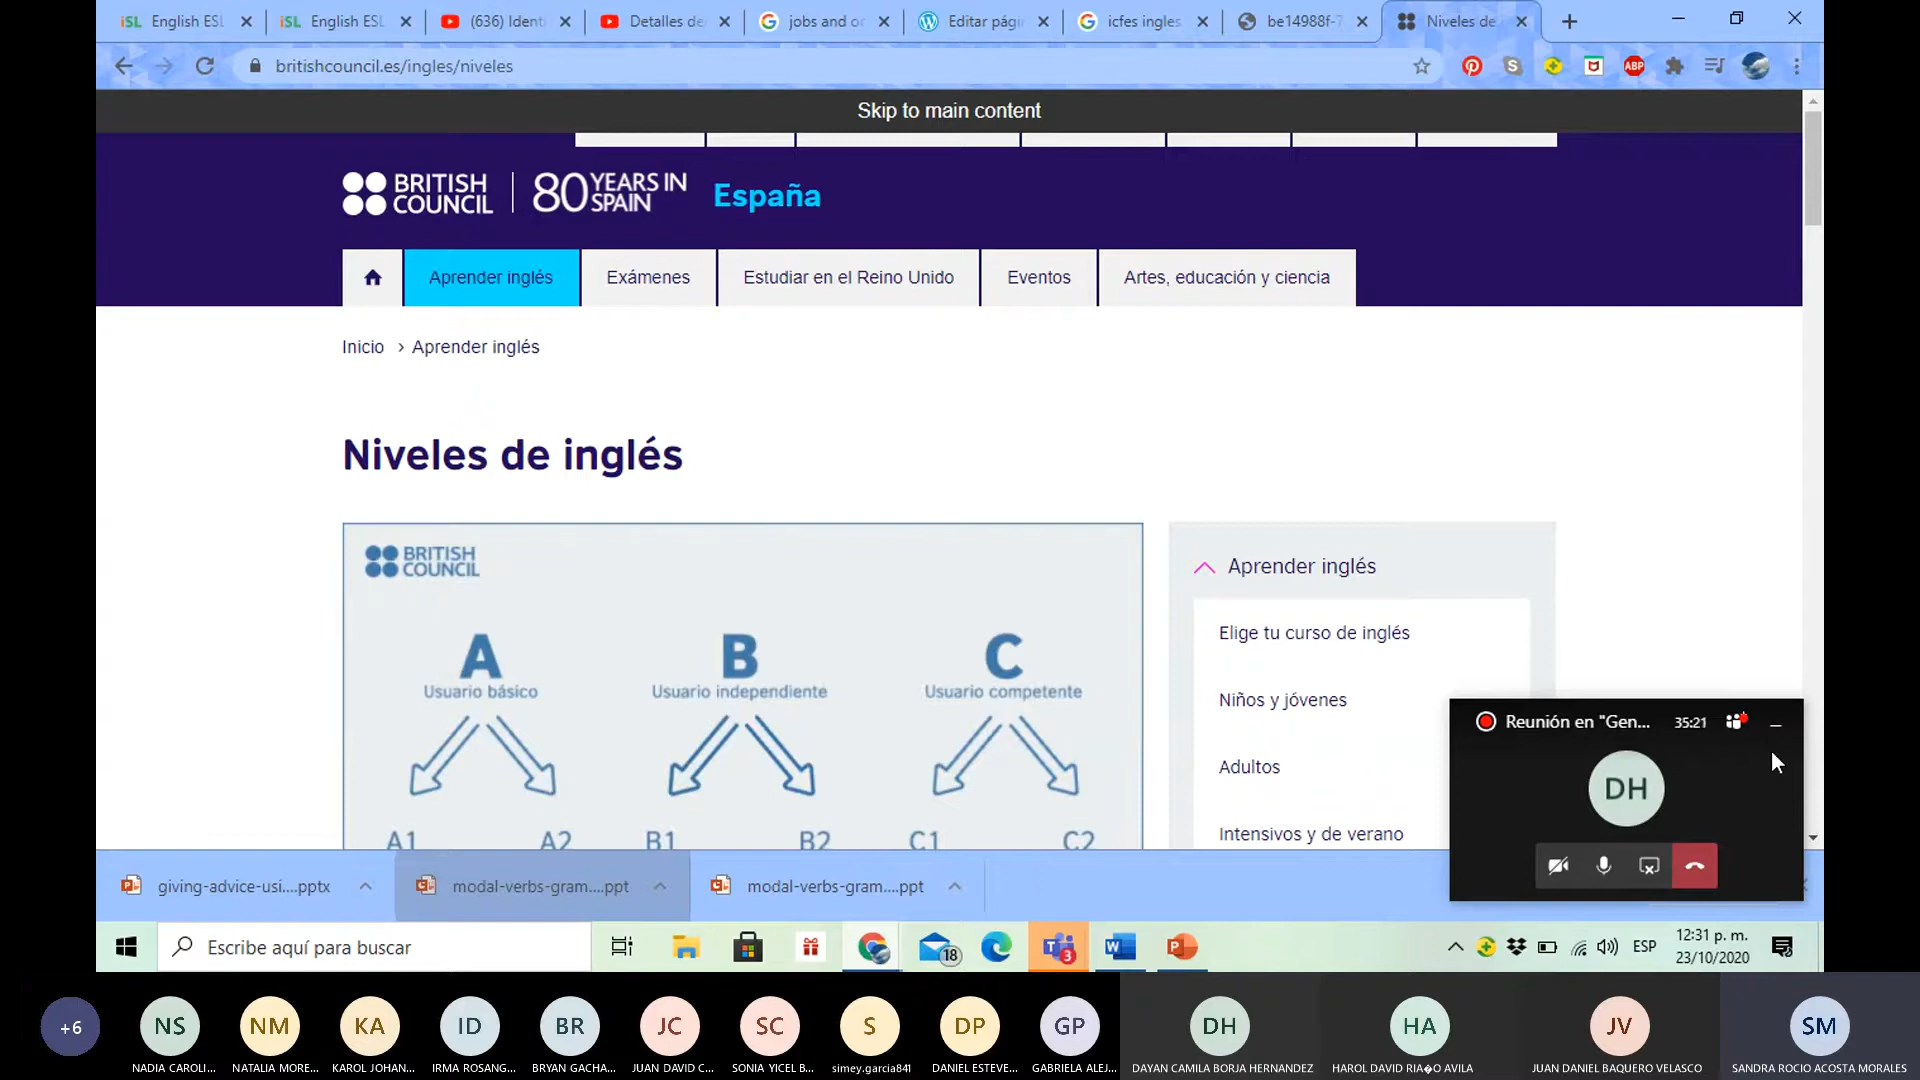 English ESL
English ESL
(636) Ident
Detalles de
jobs and oc
Editar págin
icfes ingles
be14988f-7
Niveles de
britishcouncil.es/ingles/niveles
ABP
Skip to main content
BRITISH COUNCIL
80 YEARS IN SPAIN
España
Aprender inglés
Exámenes
Estudiar en el Reino Unido
Eventos
Artes, educación y ciencia
Inicio › Aprender inglés
Niveles de inglés
BRITISH COUNCIL
A
B
C
Usuario básico
Usuario independiente
Usuario competente
A1
A2
B1
B2
C1
C2
Aprender inglés
Elige tu curso de inglés
Niños y jóvenes
Adultos
Intensivos y de verano
Reunión en "Gen...
35:21
DH
giving-advice-usi....pptx
modal-verbs-gram....pptx
modal-verbs-gram....pptx
Escribe aquí para buscar
18
3
ESP
12:31 p. m.
23/10/2020
+6
NS
NM
KA
ID
BR
JC
SC
S
DP
GP
DH
HA
JV
SM
NADIA CAROLI...
NATALIA MORE...
KAROL JOHAN...
IRMA ROSANG...
BRYAN GACHA...
JUAN DAVID C...
SONIA YICEL B...
simey.garcia841
DANIEL ESTEVE...
GABRIELA ALEJ...
DAYAN CAMILA BORJA HERNANDEZ
HAROL DAVID RIA�O AVILA
JUAN DANIEL BAQUERO VELASCO
SANDRA ROCIO ACOSTA MORALES